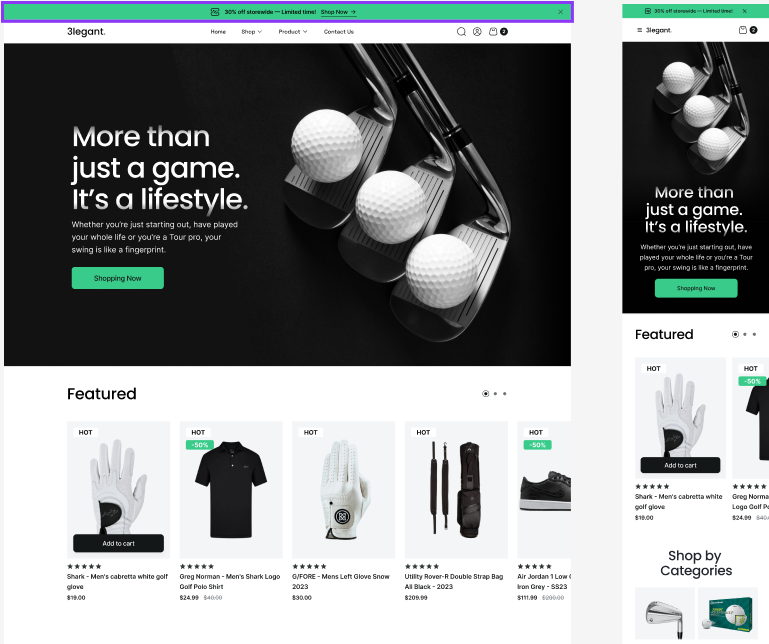 30% off storewide — Limited time! Shop Now →
3legant.
Home Shop Product Contact Us
2
More than
just a game.
It's a lifestyle.
Whether you're just starting out, have played
your whole life or you're a Tour pro, your
swing is like a fingerprint.
Shopping Now
Featured
HOT
Add to cart
Shark - Men's cabretta white golf
glove
$19.00
HOT
-50%
Greg Norman - Men's Shark Logo
Golf Polo Shirt
$24.99 $40.00
HOT
G/FORE - Mens Left Glove Snow
2023
$30.00
HOT
Utility Rover-R Double Strap Bag
All Black - 2023
$209.99
HOT
-50%
Air Jordan 1 Low
Iron Grey - SS23
$111.99 $200.00
30% off storewide — Limited time!
3legant.
2
More than
just a game.
It's a lifestyle.
Whether you're just starting out, have
played your whole life or you're a Tour
pro, your swing is like a fingerprint.
Shopping Now
Featured
HOT
Add to cart
Shark - Men's cabretta white
golf glove
$19.00
HOT
-50%
Greg Norma
Logo Golf Po
$24.99
Shop by
Categories